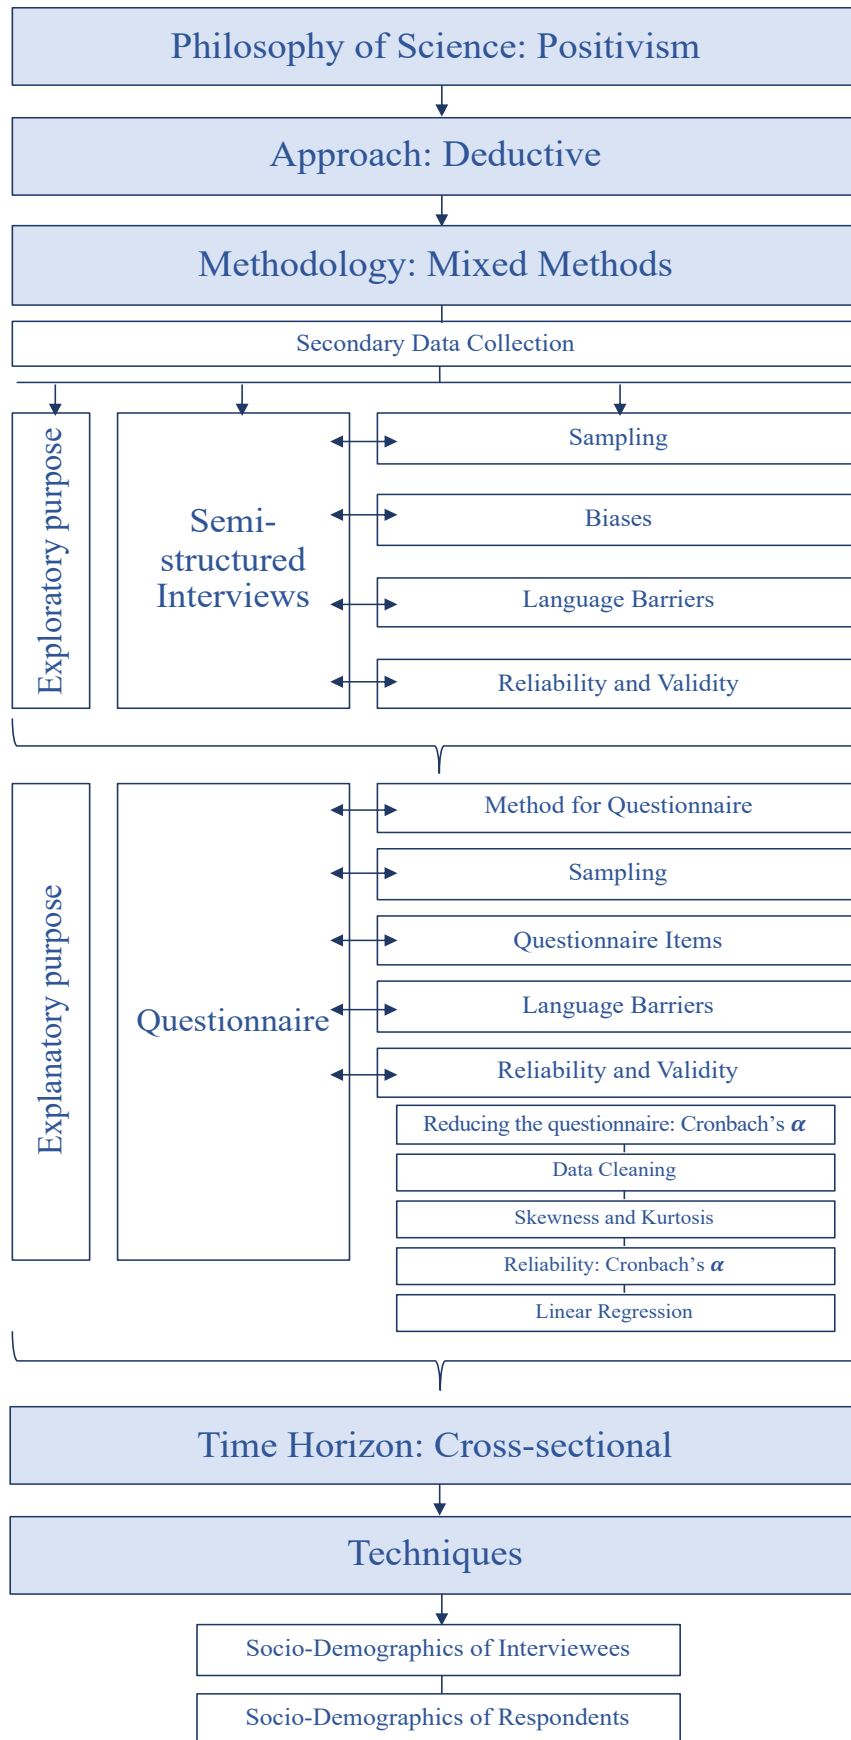 Philosophy of Science: Positivism
Approach: Deductive
Methodology: Mixed Methods
Secondary Data Collection
Exploratory purpose
Semi-
structured
Interviews
Sampling
Biases
Language Barriers
Reliability and Validity
Explanatory purpose
Questionnaire
Method for Questionnaire
Sampling
Questionnaire Items
Language Barriers
Reliability and Validity
Reducing the questionnaire: Cronbach’s α
Data Cleaning
Skewness and Kurtosis
Reliability: Cronbach’s α
Linear Regression
Time Horizon: Cross-sectional
Techniques
Socio-Demographics of Interviewees
Socio-Demographics of Respondents